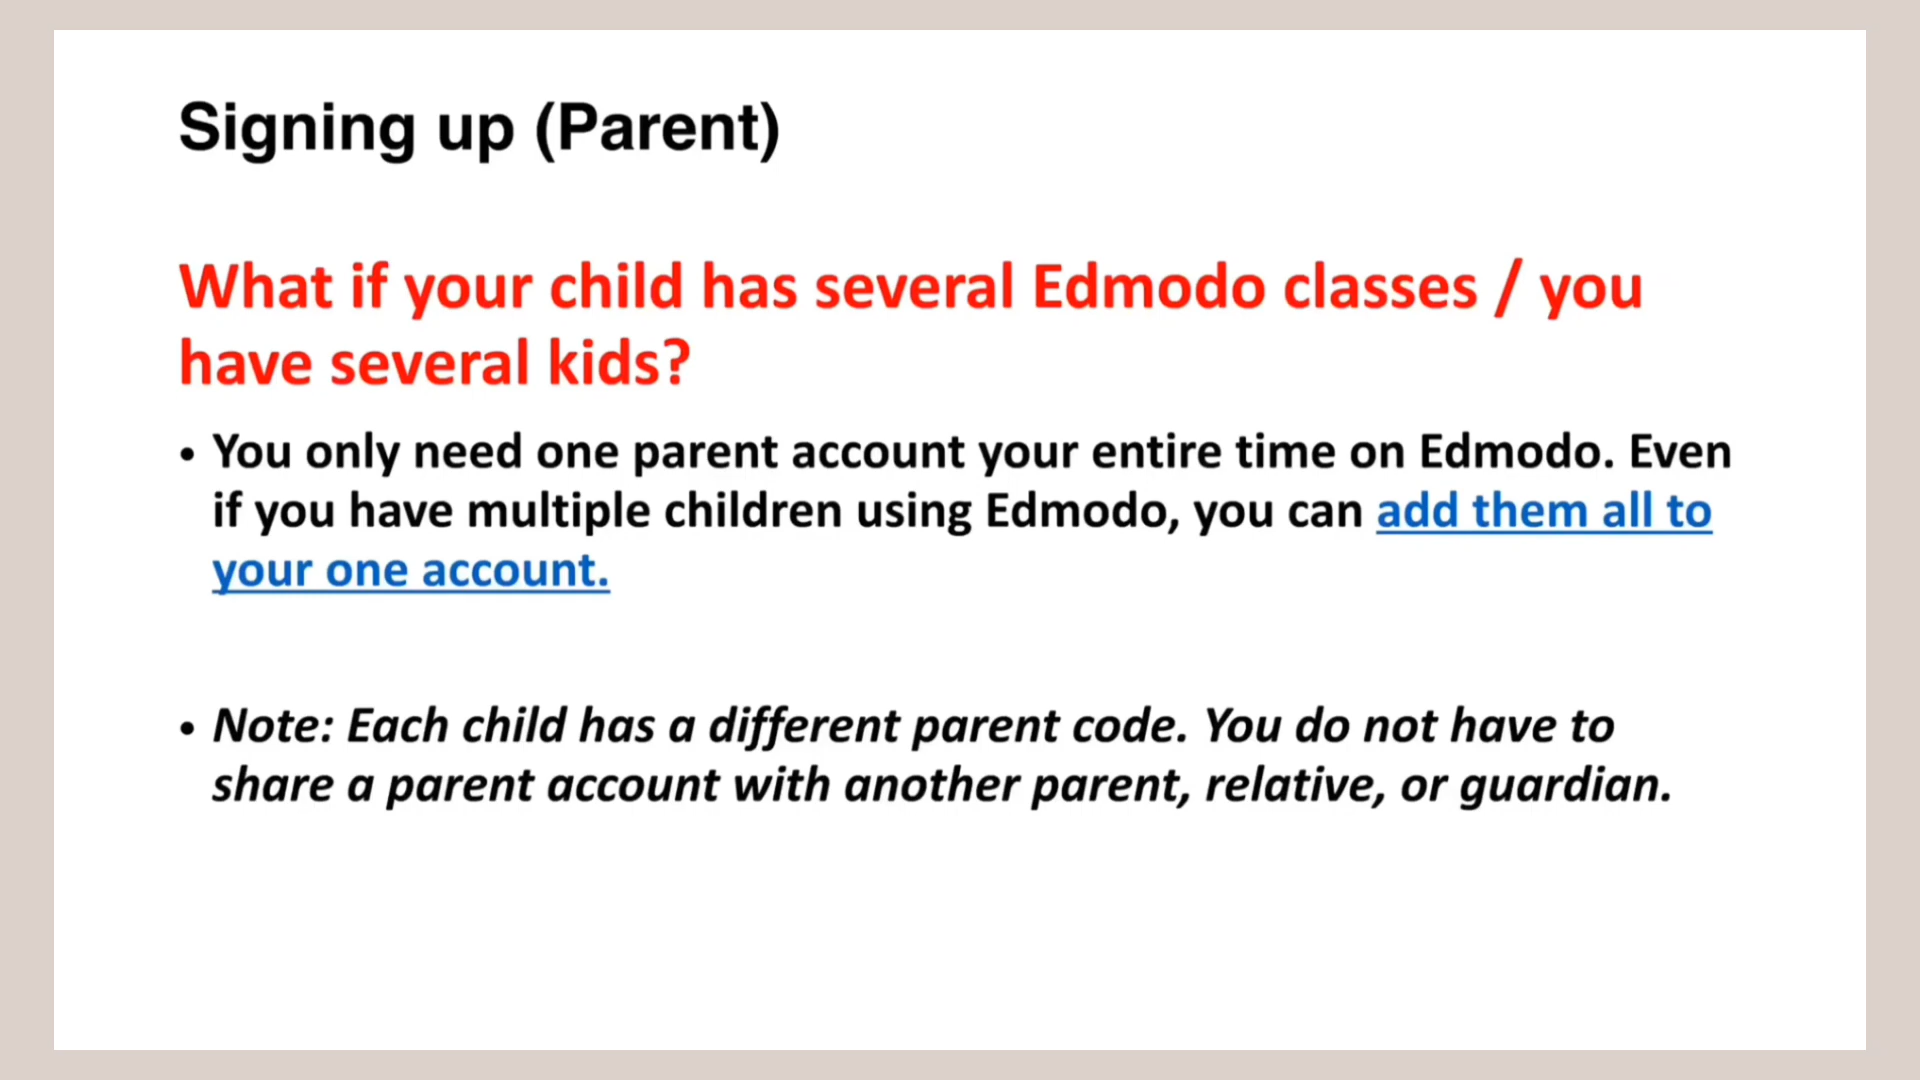 Signing up (Parent)
What if your child has several Edmodo classes / you
have several kids?
• You only need one parent account your entire time on Edmodo. Even
if you have multiple children using Edmodo, you can add them all to
your one account.
• Note: Each child has a different parent code. You do not have to
share a parent account with another parent, relative, or guardian.